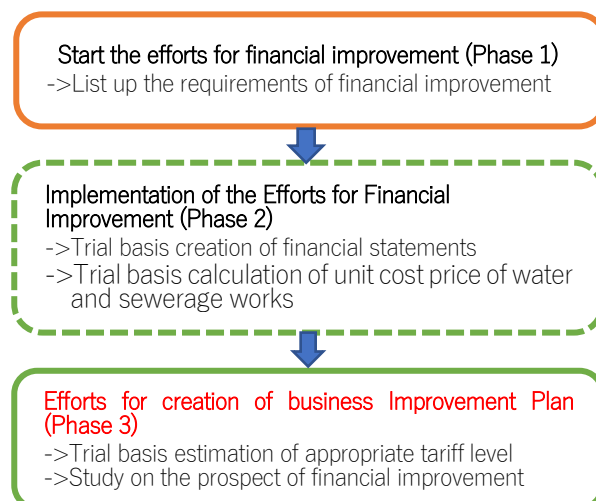 Start the efforts for financial improvement (Phase 1)
->List up the requirements of financial improvement
Implementation of the Efforts for Financial
Improvement (Phase 2)
->Trial basis creation of financial statements
->Trial basis calculation of unit cost price of water
and sewerage works
Efforts for creation of business Improvement Plan
(Phase 3)
->Trial basis estimation of appropriate tariff level
->Study on the prospect of financial improvement